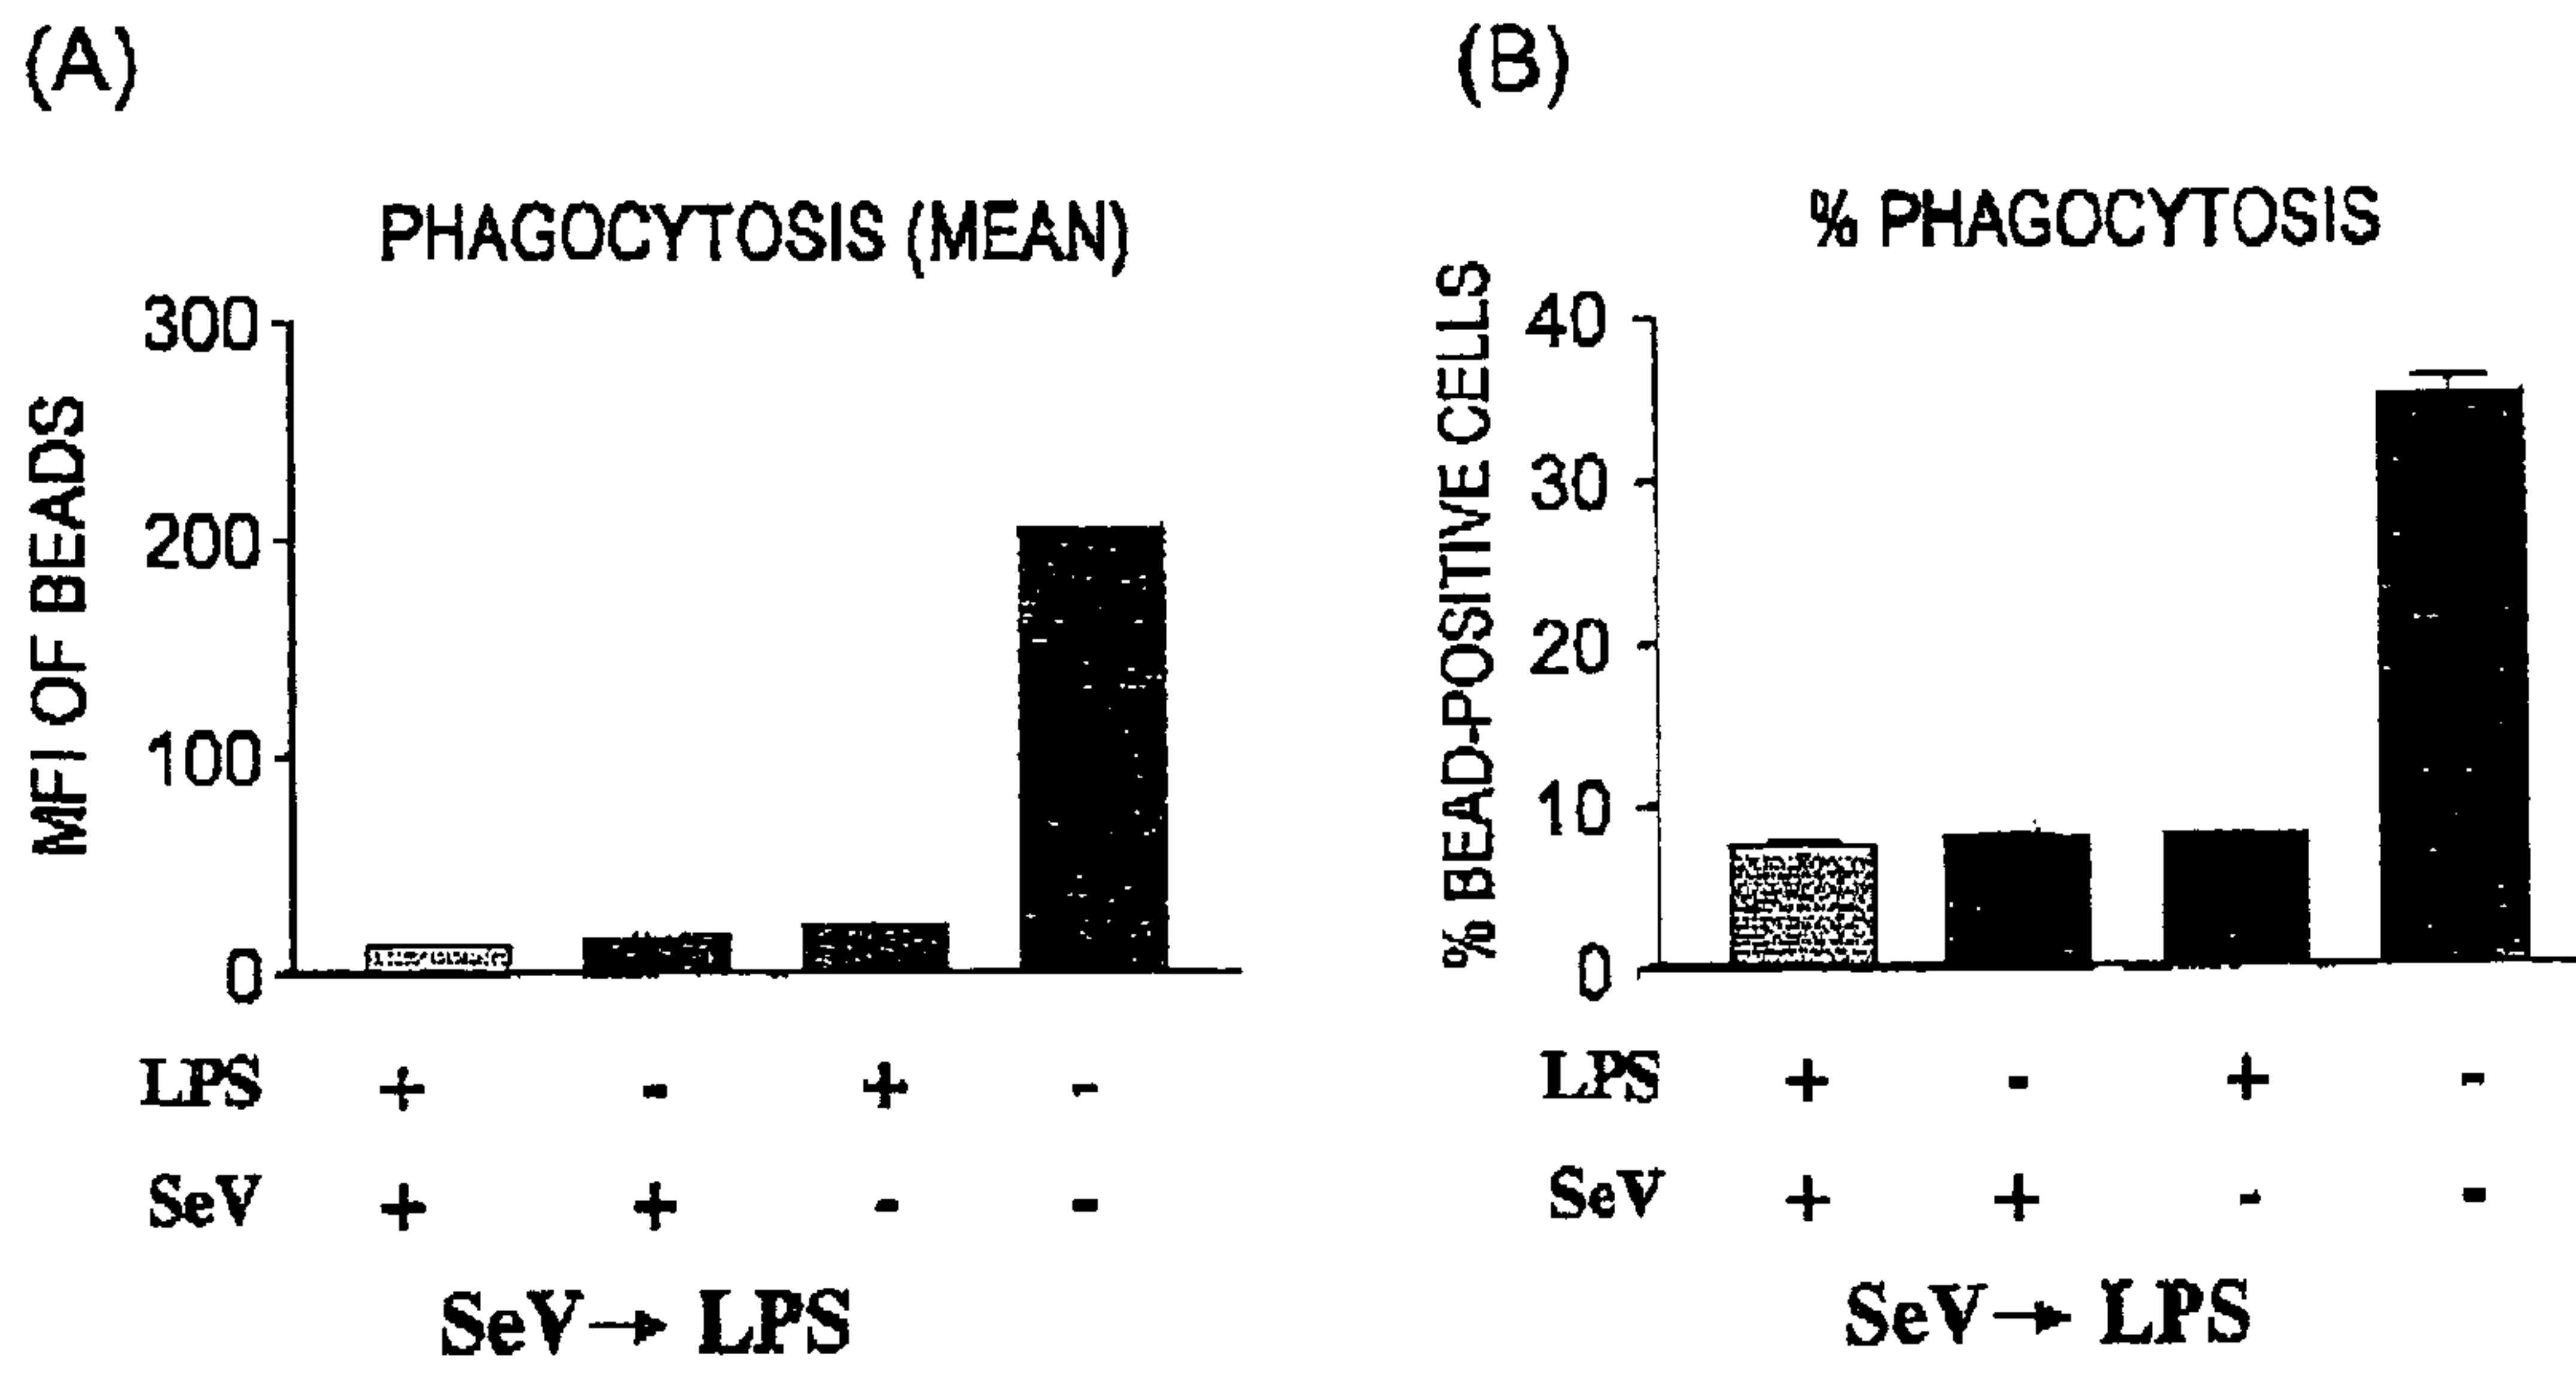 (A)
PHAGOCYTOSIS (MEAN)
MFI OF BEADS
300
200
100
0
LPS + - + -
SeV + + - -
SeV→ LPS
(B)
% PHAGOCYTOSIS
% BEAD-POSITIVE CELLS
40
30
20
10
0
LPS + - + -
SeV + + - -
SeV→ LPS